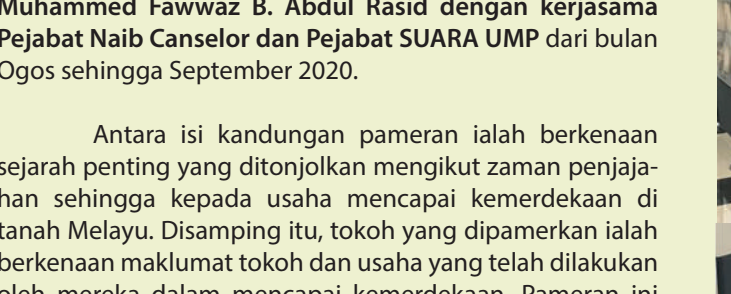 Muhammed Fawwaz B. Abdul Rasid dengan kerjasama
Pejabat Naib Canselor dan Pejabat SUARA UMP dari bulan
Ogos sehingga September 2020.
Antara isi kandungan pameran ialah berkenaan
sejarah penting yang ditonjolkan mengikut zaman penjaja-
han sehingga kepada usaha mencapai kemerdekaan di
tanah Melayu. Disamping itu, tokoh yang dipamerkan ialah
berkenaan maklumat tokoh dan usaha yang telah dilakukan
oleh mereka dalam mencapai kemerdekaan. Pameran ini